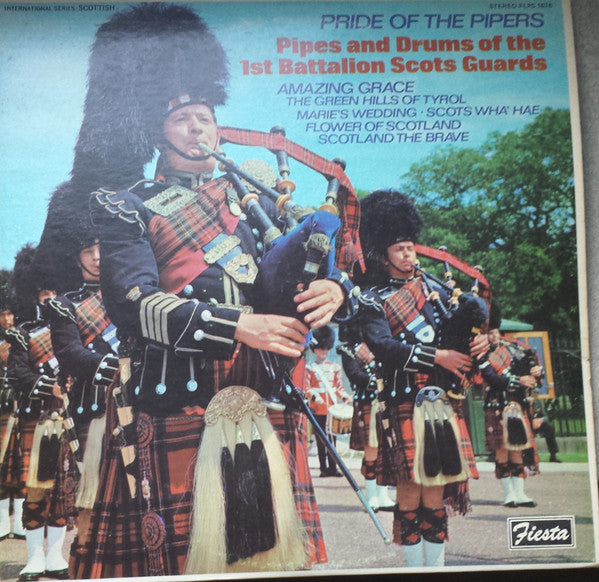 INTERNATIONAL SERIES: SCOTTISH
STEREO FLPS 1676
PRIDE OF THE PIPERS
Pipes and Drums of the
1st Battalion Scots Guards
AMAZING GRACE
THE GREEN HILLS OF TYROL
MARIE'S WEDDING · SCOTS WHA' HAE
FLOWER OF SCOTLAND
SCOTLAND THE BRAVE
Fiesta